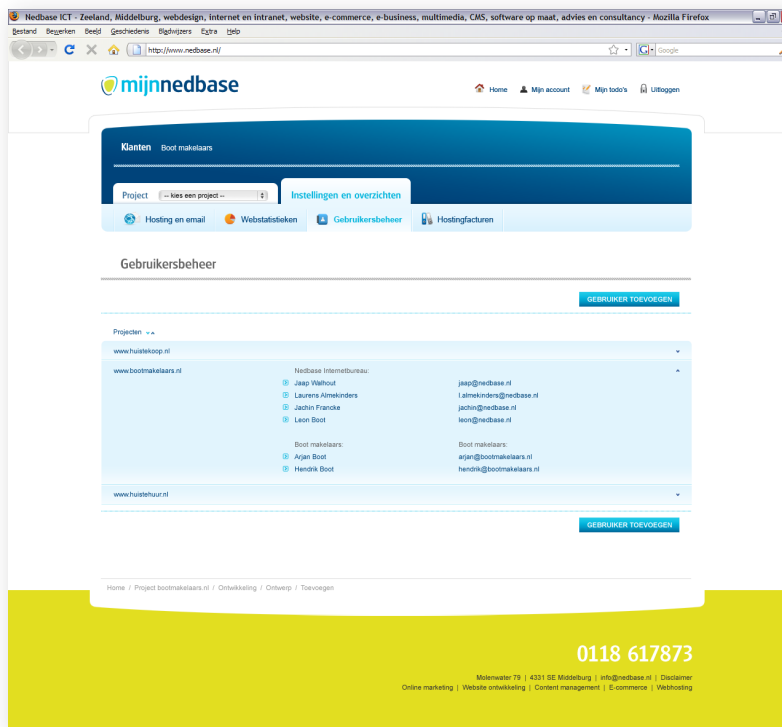 Nedbase ICT - Zeeland, Middelburg, webdesign, internet en intranet, website, e-commerce, e-business, multimedia, CMS, software op maat, advies en consultancy - Mozilla Firefox
Bestand Bewerken Beeld Geschiedenis Bladwijzers Extra Help
http://www.nedbase.nl/ G Google
mijnnedbase
Home Mijn account Mijn todo's Uitloggen
Klanten Boot makelaars
Project -- kies een project -- Instellingen en overzichten
Hosting en email Webstatistieken Gebruikersbeheer Hostingfacturen
Gebruikersbeheer
GEBRUIKER TOEVOEGEN
Projecten
www.huistekoop.nl
www.bootmakelaars.nl Nedbase Internetbureau:
Jaap Walhout jaap@nedbase.nl
Laurens Almekinders l.almekinders@nedbase.nl
Jachin Francke jachin@nedbase.nl
Leon Boot leon@nedbase.nl
Boot makelaars: Boot makelaars:
Arjan Boot arjan@bootmakelaars.nl
Hendrik Boot hendrik@bootmakelaars.nl
www.huistehuur.nl
GEBRUIKER TOEVOEGEN
Home / Project bootmakelaars.nl / Ontwikkeling / Ontwerp / Toevoegen
0118 617873
Molenwater 79 | 4331 SE Middelburg | info@nedbase.nl | Disclaimer
Online marketing | Website ontwikkeling | Content management | E-commerce | Webhosting